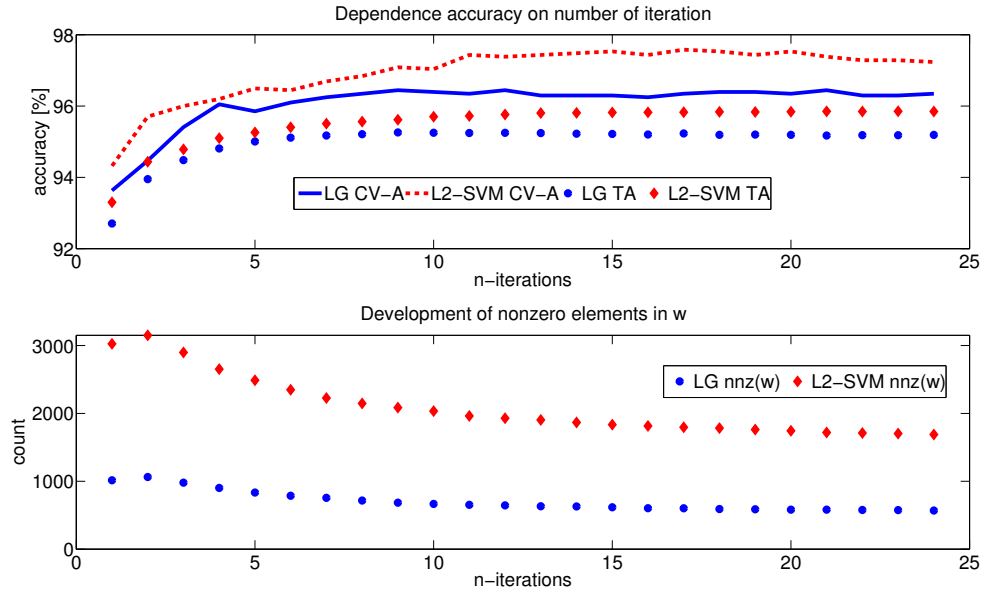 Dependence accuracy on number of iteration
accuracy [%]
98
96
94
92
LG CV−A L2−SVM CV−A LG TA L2−SVM TA
0 5 10 15 20 25
n−iterations
Development of nonzero elements in w
count
3000
2000
1000
0
LG nnz(w) L2−SVM nnz(w)
0 5 10 15 20 25
n−iterations